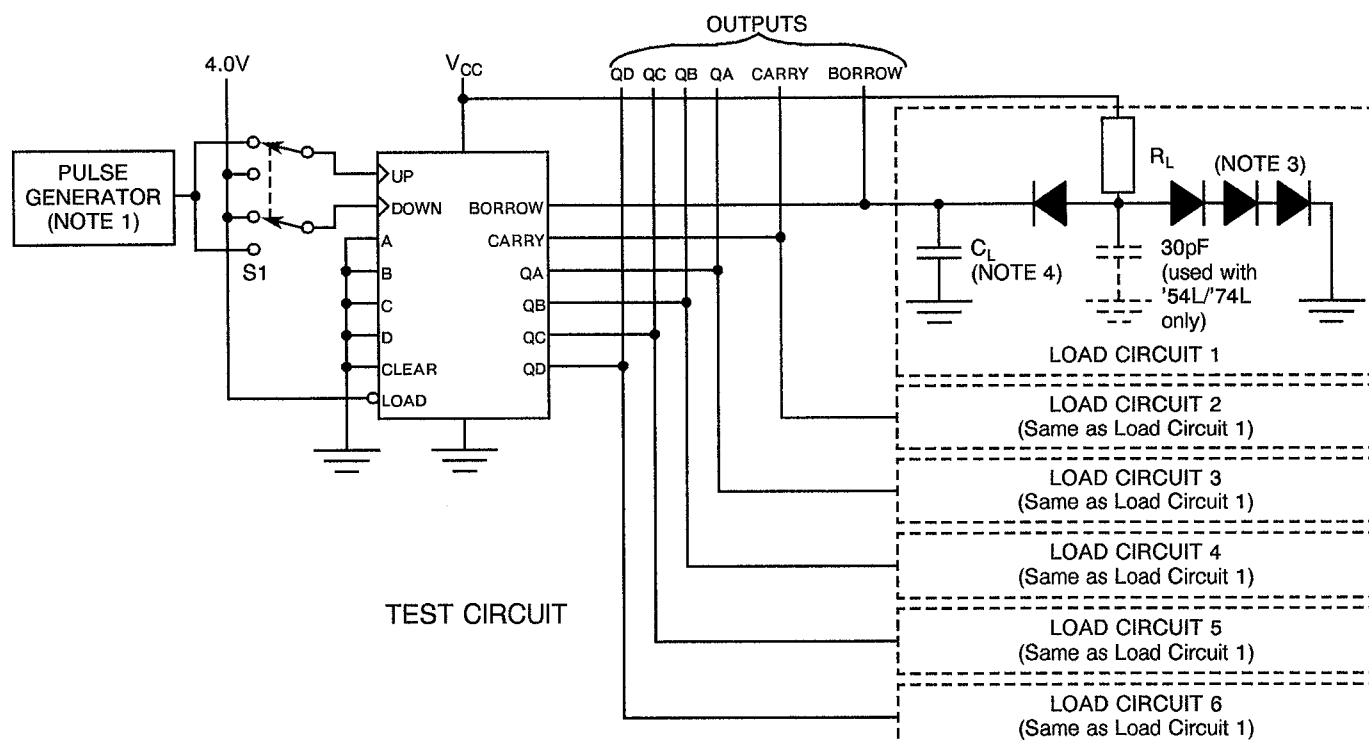 OUTPUTS
4.0V
VCC
QD QC QB QA CARRY BORROW
PULSE
GENERATOR
(NOTE 1)
S1
UP
DOWN
A
B
C
D
CLEAR
LOAD
BORROW
CARRY
QA
QB
QC
QD
RL
(NOTE 3)
CL
(NOTE 4)
30pF
(used with
'54L/'74L
only)
LOAD CIRCUIT 1
LOAD CIRCUIT 2
(Same as Load Circuit 1)
LOAD CIRCUIT 3
(Same as Load Circuit 1)
LOAD CIRCUIT 4
(Same as Load Circuit 1)
LOAD CIRCUIT 5
(Same as Load Circuit 1)
LOAD CIRCUIT 6
(Same as Load Circuit 1)
TEST CIRCUIT